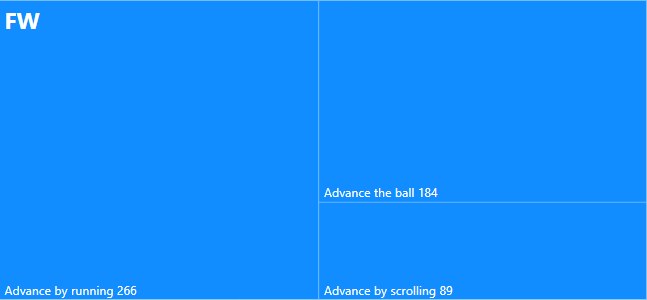 FW
Advance the ball 184
Advance by running 266
Advance by scrolling 89